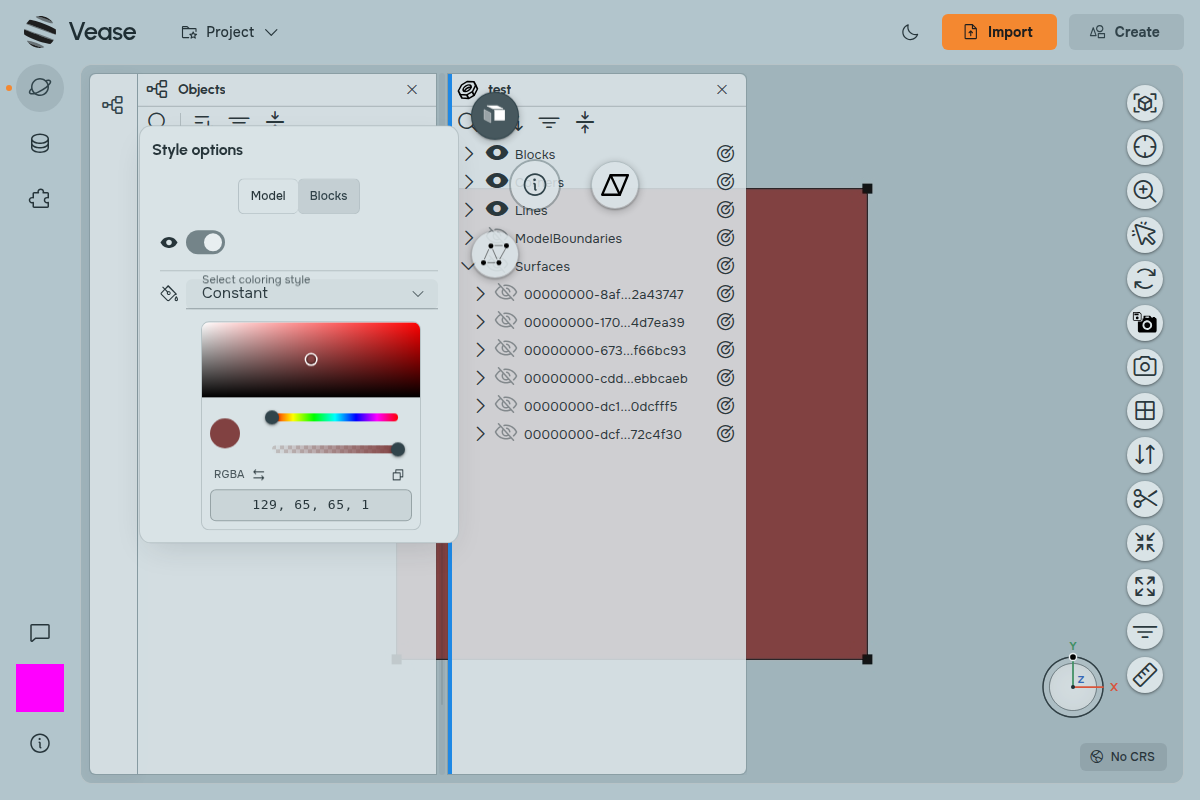 Vease
Project
Import
Create
Objects
test
Style options
Model
Blocks
Select coloring style
Constant
RGBA
129, 65, 65, 1
Blocks
Lines
ModelBoundaries
Surfaces
00000000-8af...2a43747
00000000-170...4d7ea39
00000000-673...f66bc93
00000000-cdd...ebbcaeb
00000000-dc1...0dcfff5
00000000-dcf...72c4f30
Y
Z
X
No CRS